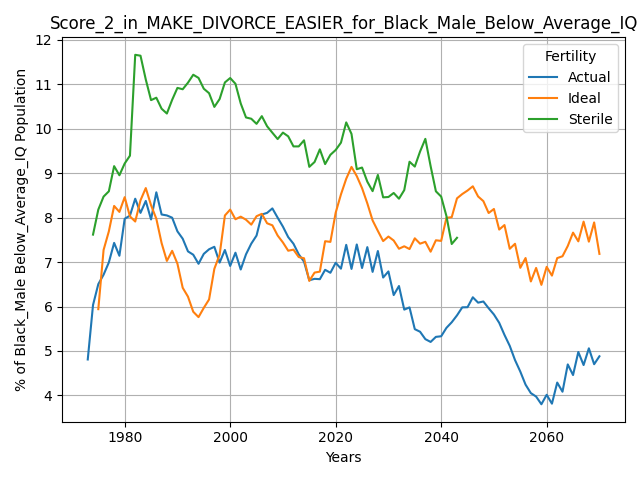 Score_2_in_MAKE_DIVORCE_EASIER_for_Black_Male_Below_Average_IQ
% of Black_Male Below_Average_IQ Population
12
11
10
9
8
7
6
5
4
Fertility
Actual
Ideal
Sterile
1980 2000 2020 2040 2060
Years